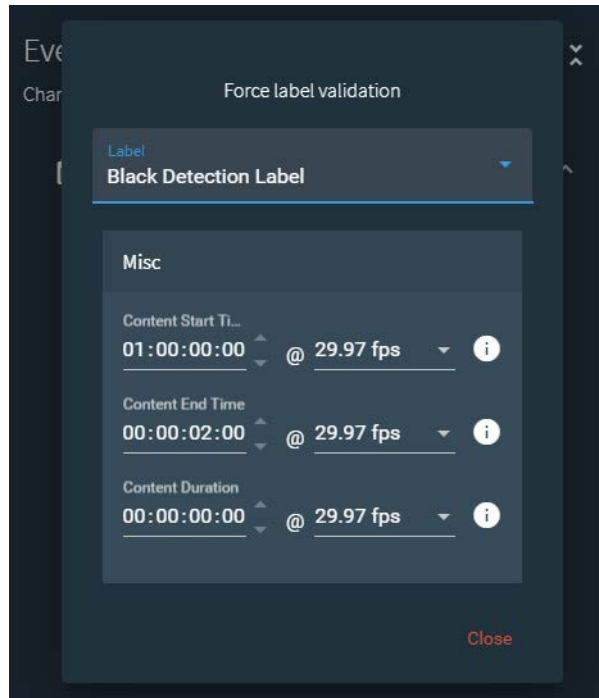 Eve
Char
Force label validation
Label
Black Detection Label
Misc
Content Start Ti...
01:00:00:00 @ 29.97 fps
Content End Time
00:00:02:00 @ 29.97 fps
Content Duration
00:00:00:00 @ 29.97 fps
Close